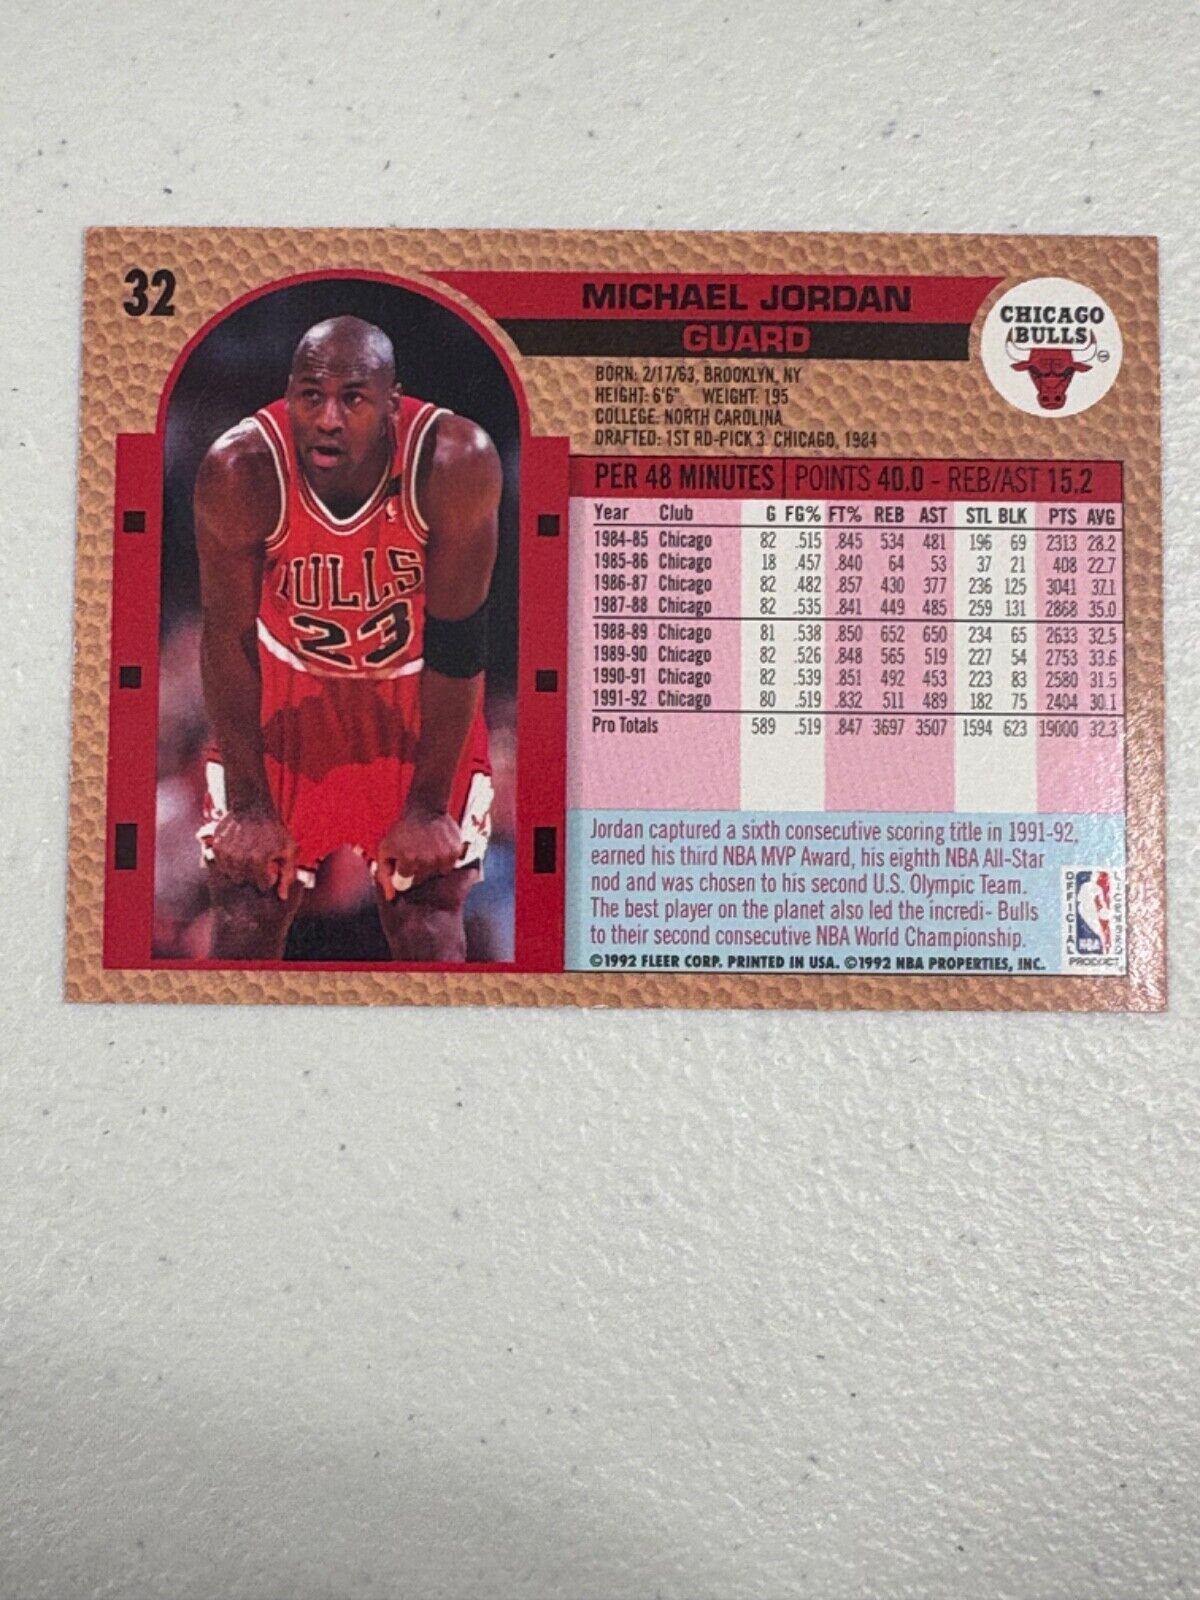 32
MICHAEL JORDAN
GUARD
CHICAGO
BULLS
BORN: 2/17/63, BROOKLYN, NY
HEIGHT: 6'6" WEIGHT: 195
COLLEGE: NORTH CAROLINA
DRAFTED: 1ST RD-PICK 3 CHICAGO, 1984
PER 48 MINUTES POINTS 40.0 - REB/AST 15.2
Year Club G FG% FT% REB AST STL BLK PTS AVG
1984-85 Chicago 82 .515 .845 534 481 196 69 2313 28.2
1985-86 Chicago 18 .457 .840 64 53 37 21 408 22.7
1986-87 Chicago 82 .482 .857 430 377 236 125 3041 37.1
1987-88 Chicago 82 .535 .841 449 485 259 131 2868 35.0
1988-89 Chicago 81 .538 .850 652 650 234 65 2633 32.5
1989-90 Chicago 82 .526 .848 565 519 227 54 2753 33.6
1990-91 Chicago 82 .539 .851 492 453 223 83 2580 31.5
1991-92 Chicago 80 .519 .832 511 489 182 75 2404 30.1
Pro Totals 589 .519 .847 3697 3507 1594 623 19000 32.3
Jordan captured a sixth consecutive scoring title in 1991-92,
earned his third NBA MVP Award, his eighth NBA All-Star
nod and was chosen to his second U.S. Olympic Team.
The best player on the planet also led the incredi- Bulls
to their second consecutive NBA World Championship.
©1992 FLEER CORP. PRINTED IN USA. ©1992 NBA PROPERTIES, INC.
OFFICIAL
NBA
LICENSED
PRODUCT
BULLS
23